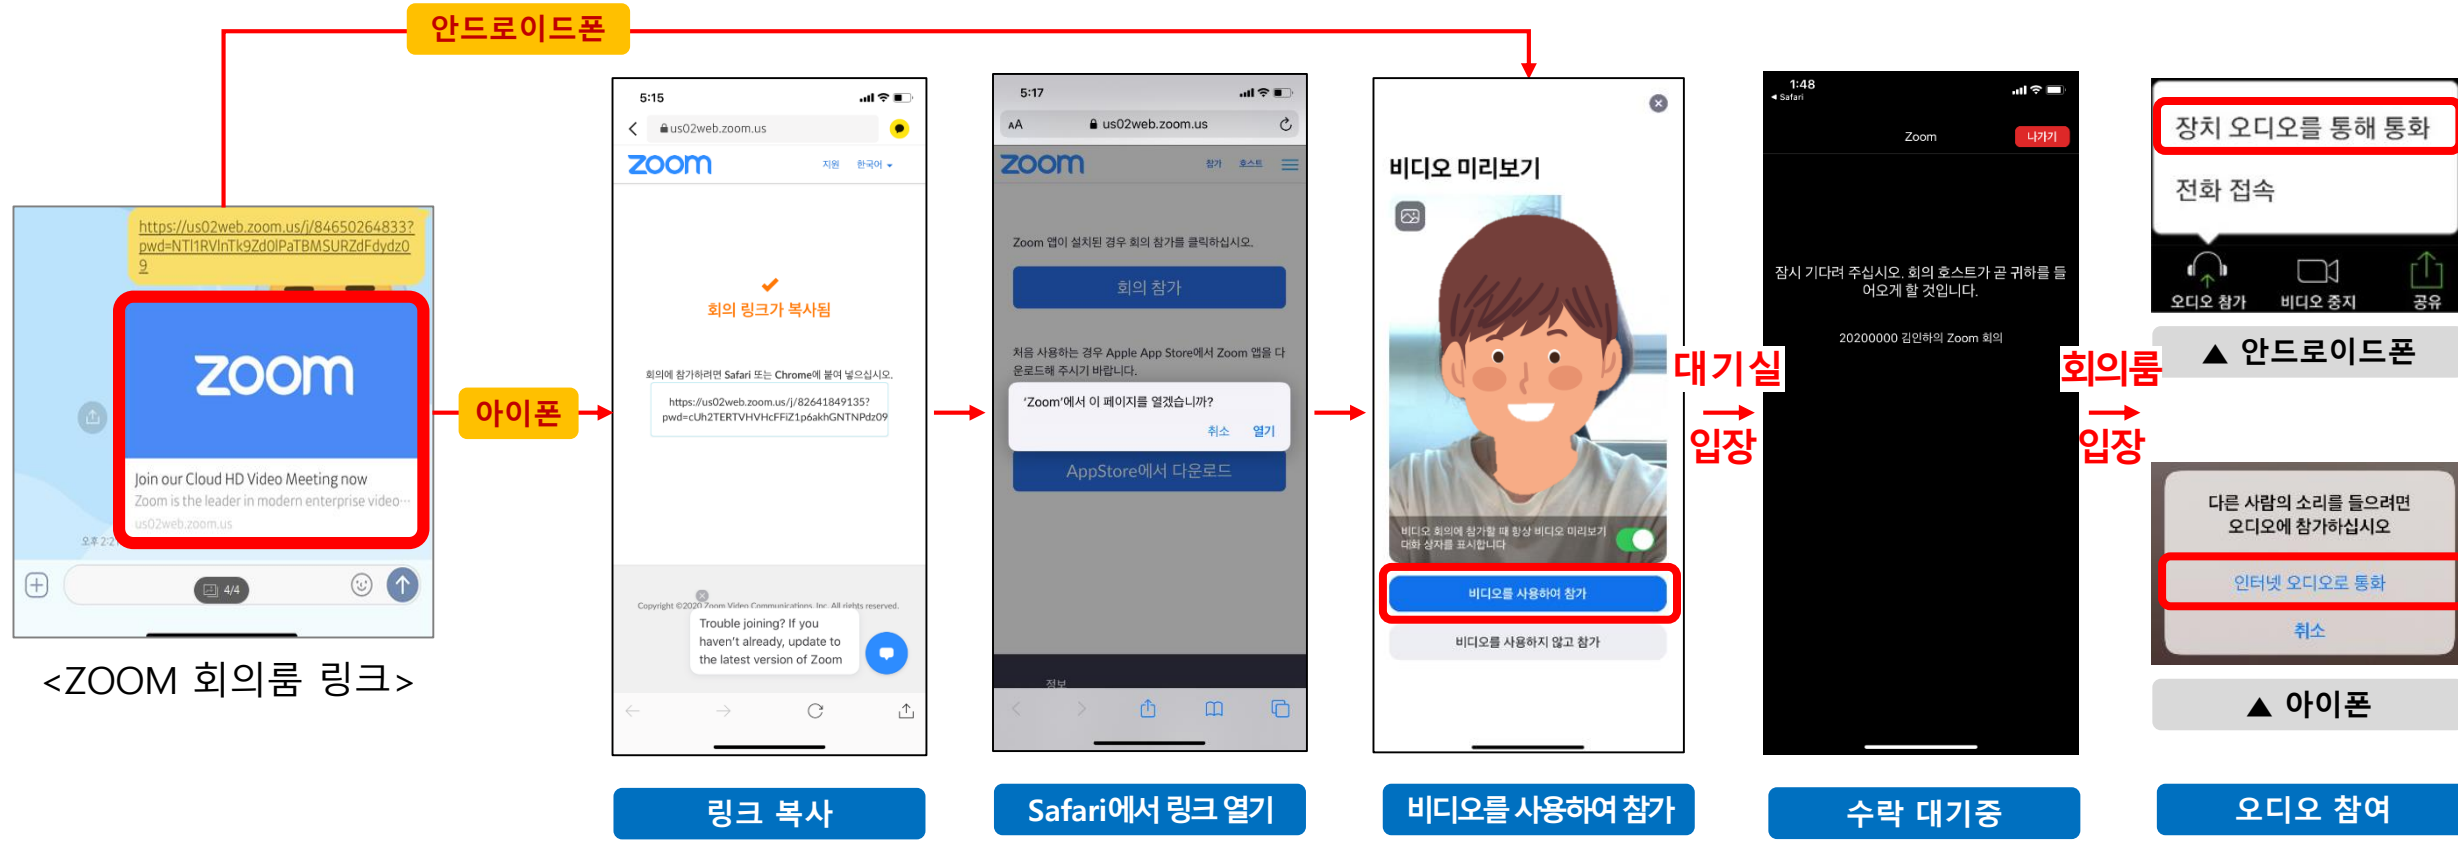 안드로이드폰
https://us02web.zoom.us/j/84650264833?
pwd=NTl1RVlnTk9Zd0lPaTBMSURZdFdydz0
9
zoom
Join our Cloud HD Video Meeting now
Zoom is the leader in modern enterprise video…
us02web.zoom.us
오후 2:2
4/4
<ZOOM 회의룸 링크>
아이폰
5:15
us02web.zoom.us
zoom
지원 한국어
회의 링크가 복사됨
회의에 참가하려면 Safari 또는 Chrome에 붙여 넣으십시오.
https://us02web.zoom.us/j/82641849135?
pwd=cUh2TERTVHVHcFFiZ1p6akhGNTNPdz09
Copyright ©2020 Zoom Video Communications, Inc. All rights reserved.
Trouble joining? If you
haven't already, update to
the latest version of Zoom
링크 복사
5:17
AA us02web.zoom.us
zoom
참가 호스트
Zoom 앱이 설치된 경우 회의 참가를 클릭하십시오.
회의 참가
처음 사용하는 경우 Apple App Store에서 Zoom 앱을 다
운로드해 주시기 바랍니다.
'Zoom'에서 이 페이지를 열겠습니까?
취소 열기
AppStore에서 다운로드
정보
Safari에서 링크 열기
비디오 미리보기
비디오 회의에 참가할 때 항상 비디오 미리보기
대화 상자를 표시합니다
비디오를 사용하여 참가
비디오를 사용하지 않고 참가
비디오를 사용하여 참가
대기실
입장
1:48
Safari
Zoom
나가기
잠시 기다려 주십시오. 회의 호스트가 곧 귀하를 들
어오게 할 것입니다.
20200000 김인하의 Zoom 회의
수락 대기중
회의룸
입장
장치 오디오를 통해 통화
전화 접속
오디오 참가 비디오 중지 공유
▲ 안드로이드폰
다른 사람의 소리를 들으려면
오디오에 참가하십시오
인터넷 오디오로 통화
취소
▲ 아이폰
오디오 참여